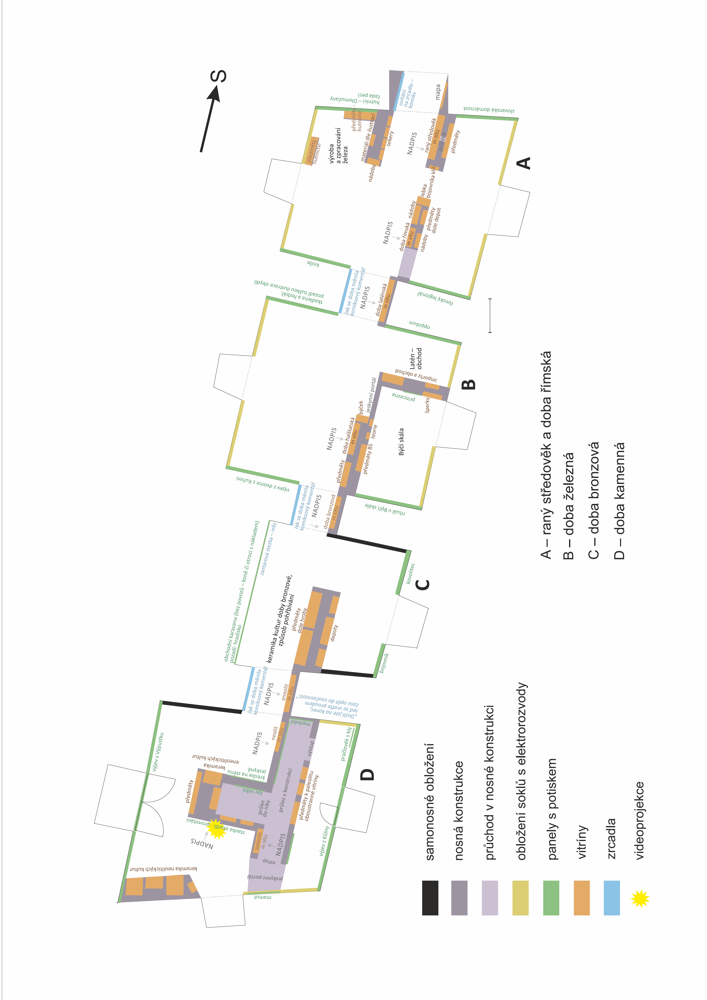 S
hutníci – Olomučany
řada pecí
předměty -
hutnictví
předměty -
hutnictví
výroba
a zpracování
železa
materiál dle ilustrací
nádoby
sekery
uvítání
na zrcadle –
komiks
mapa
slovanská domácnost
NADPIS
raný středověk
in situ
průhled
předměty
klíč
lebka
bojovníka
nádoby
předměty
dole depot
NADPIS
doba římská
in situ
nádoby
A
kníže
římský legionář
Jak se doba měnila
komiksový komentář
NADPIS
doba laténská
in situ
tkadlena a řezbář,
pozadí tužkou ilustrace obydlí
oppidum
Latén –
obchod
importy a obchod
princezna
šperky
jeskynní portál
býček
NADPIS
doba halštatská
in situ
teorie
předměty BS
předměty
Býčí skála
B
výjev z dvorce z Kuřimi
rituál v Býčí skále
Jak se doba měnila
komiksový komentář
NADPIS
doba bronzová
in situ
obchodní karavana (bez povozů – koně či otroci s nákladem)
pozadí: hradisko
Jantarová stezka – info
keramika kultur doby bronzové,
způsob pohřbívání
předměty
dole hroby
depoty
kovolitec
bojovník
C
Jak se doba měnila
komiksový komentář
NADPIS
eneolit
in situ
„Došli jste na konec,
teď se vraťte proudem
času opět do současnosti.“
výjev z Výpustku
NADPIS
neolit
in situ
medvěd
výstup
pračlověk s kly
keramika
eneolitických kultur
kresba na stěnu
jeskyně
předměty
lov soba
průlez
do niky
průlez v konstrukci
předměty k paleolitu
oboustranné vitríny.
stavba obydlí - promítání
NADPIS
paleolit
in situ
NADPIS
vstup
jeskynní portál
výjev z Kůlny
keramika neolitických kultur
mamut
D
A – raný středověk a doba římská
B – doba železná
C – doba bronzová
D – doba kamenná
samonosné obložení
nosná konstrukce
průchod v nosné konstrukci
obložení soklů s elektrorozvody
panely s potiskem
vitríny
zrcadla
videoprojekce